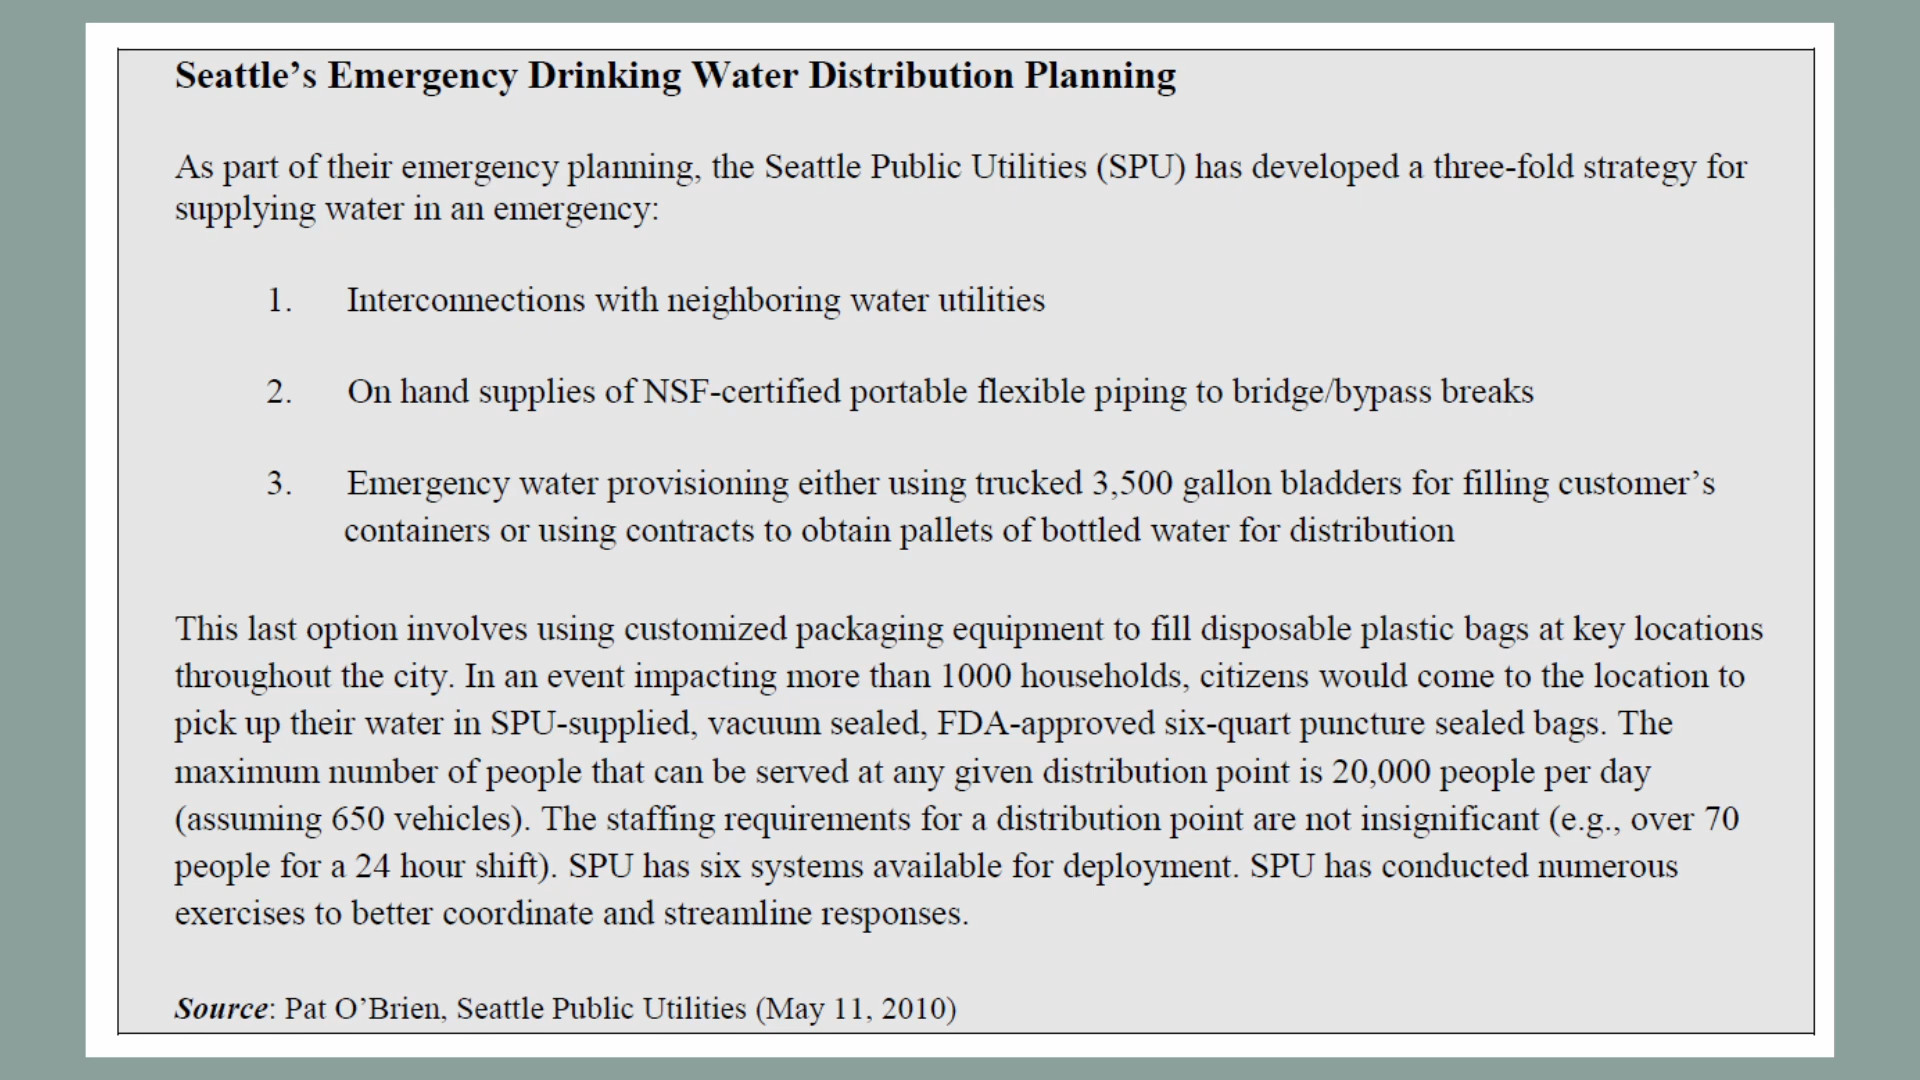 Seattle’s Emergency Drinking Water Distribution Planning
As part of their emergency planning, the Seattle Public Utilities (SPU) has developed a three-fold strategy for
supplying water in an emergency:
1. Interconnections with neighboring water utilities
2. On hand supplies of NSF-certified portable flexible piping to bridge/bypass breaks
3. Emergency water provisioning either using trucked 3,500 gallon bladders for filling customer’s
containers or using contracts to obtain pallets of bottled water for distribution
This last option involves using customized packaging equipment to fill disposable plastic bags at key locations
throughout the city. In an event impacting more than 1000 households, citizens would come to the location to
pick up their water in SPU-supplied, vacuum sealed, FDA-approved six-quart puncture sealed bags. The
maximum number of people that can be served at any given distribution point is 20,000 people per day
(assuming 650 vehicles). The staffing requirements for a distribution point are not insignificant (e.g., over 70
people for a 24 hour shift). SPU has six systems available for deployment. SPU has conducted numerous
exercises to better coordinate and streamline responses.
Source: Pat O’Brien, Seattle Public Utilities (May 11, 2010)